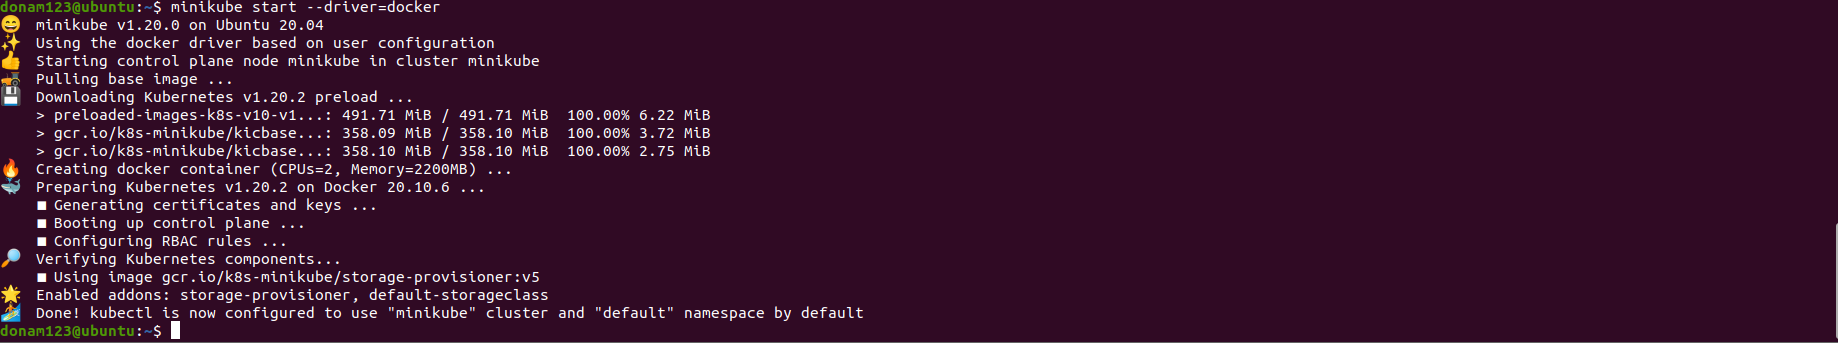 donam123@ubuntu:~$ minikube start --driver=docker
😄 minikube v1.20.0 on Ubuntu 20.04
✨ Using the docker driver based on user configuration
👍 Starting control plane node minikube in cluster minikube
🚜 Pulling base image ...
💾 Downloading Kubernetes v1.20.2 preload ...
> preloaded-images-k8s-v10-v1...: 491.71 MiB / 491.71 MiB 100.00% 6.22 MiB
> gcr.io/k8s-minikube/kicbase...: 358.09 MiB / 358.10 MiB 100.00% 3.72 MiB
> gcr.io/k8s-minikube/kicbase...: 358.10 MiB / 358.10 MiB 100.00% 2.75 MiB
🔥 Creating docker container (CPUs=2, Memory=2200MB) ...
🐳 Preparing Kubernetes v1.20.2 on Docker 20.10.6 ...
■ Generating certificates and keys ...
■ Booting up control plane ...
■ Configuring RBAC rules ...
🔎 Verifying Kubernetes components...
■ Using image gcr.io/k8s-minikube/storage-provisioner:v5
🌟 Enabled addons: storage-provisioner, default-storageclass
🏄 Done! kubectl is now configured to use "minikube" cluster and "default" namespace by default
donam123@ubuntu:~$